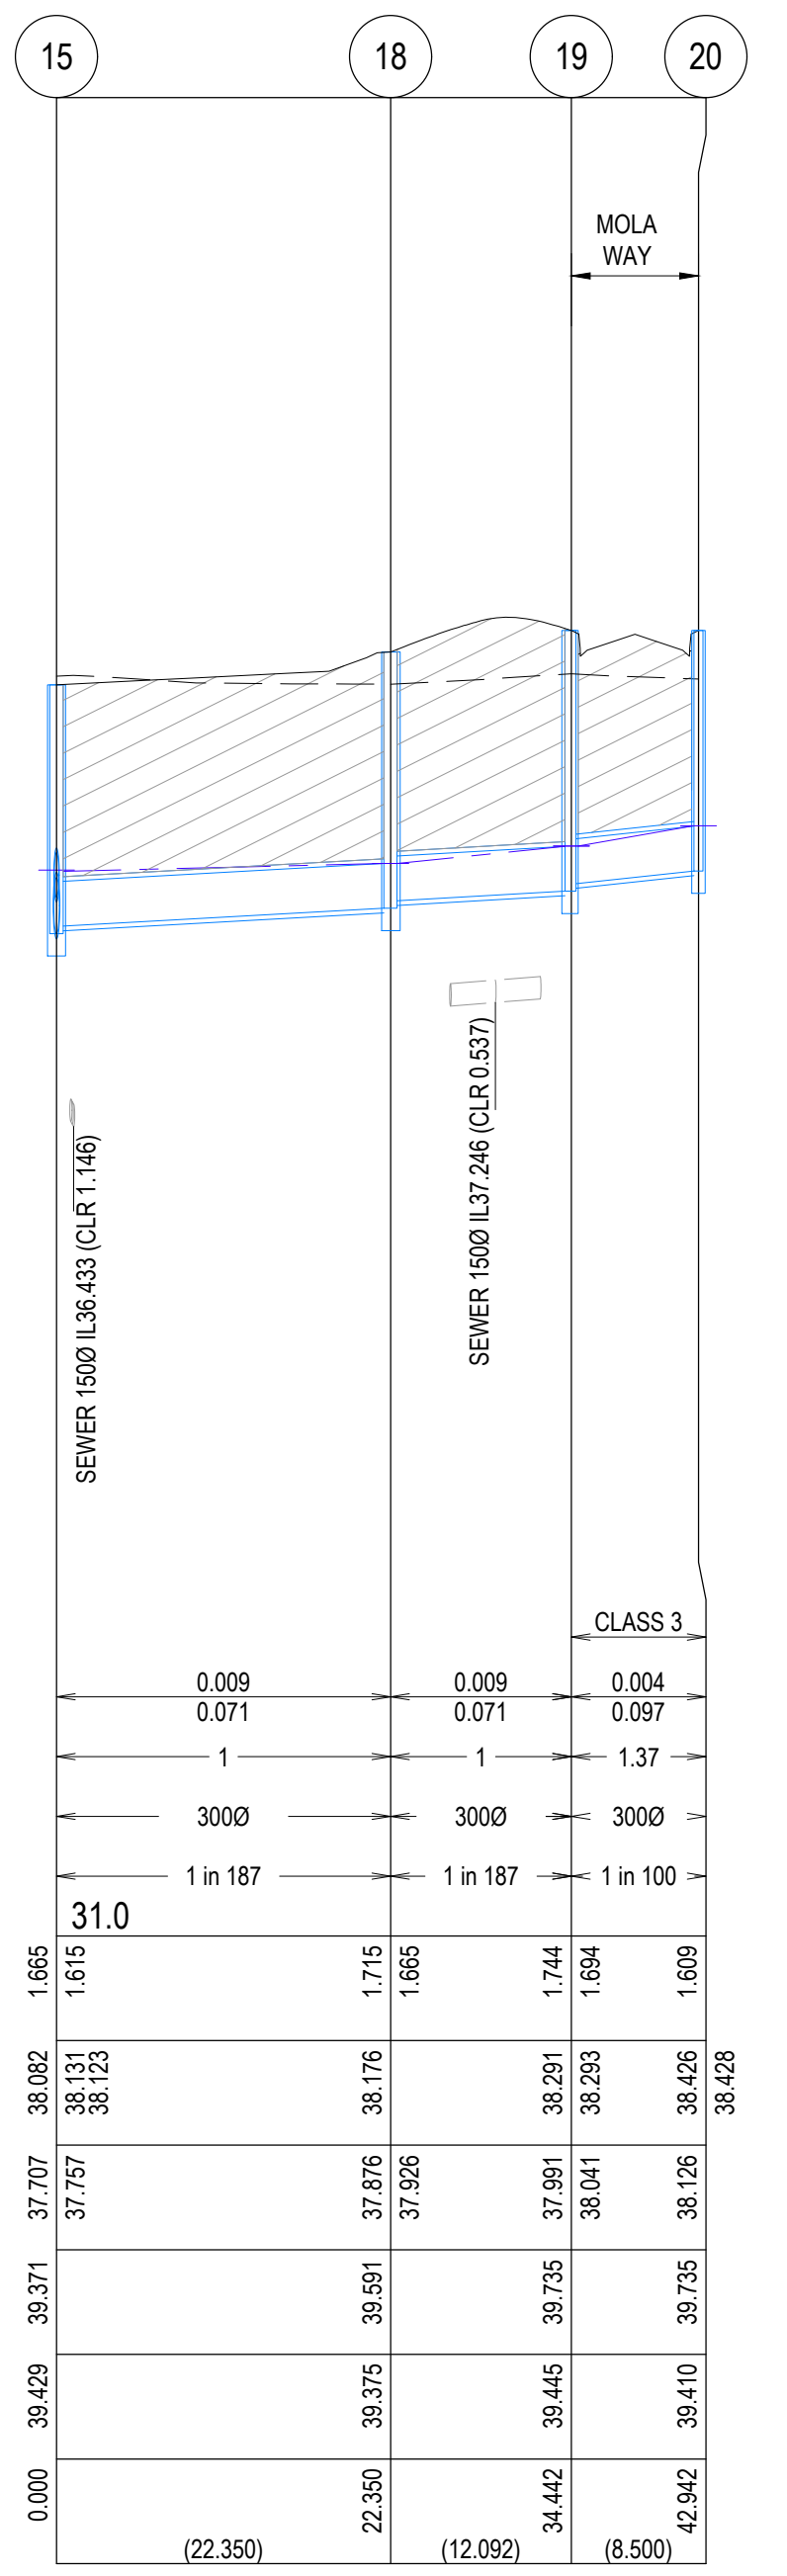 15 18 19 20
MOLA
WAY
SEWER 150Ø IL36.433 (CLR 1.146)
SEWER 150Ø IL37.246 (CLR 0.537)
CLASS 3
0.009 0.009 0.004
0.071 0.071 0.097
1 1 1.37
300Ø 300Ø 300Ø
1 in 187 1 in 187 1 in 100
31.0
1.665 1.615 1.715 1.665 1.744 1.694 1.609
38.082 38.131 38.123 38.176 38.291 38.293 38.426 38.428
37.707 37.757 37.876 37.926 37.991 38.041 38.126
39.371 39.591 39.735 39.735
39.429 39.375 39.445 39.410
0.000 22.350 34.442 42.942
(22.350) (12.092) (8.500)